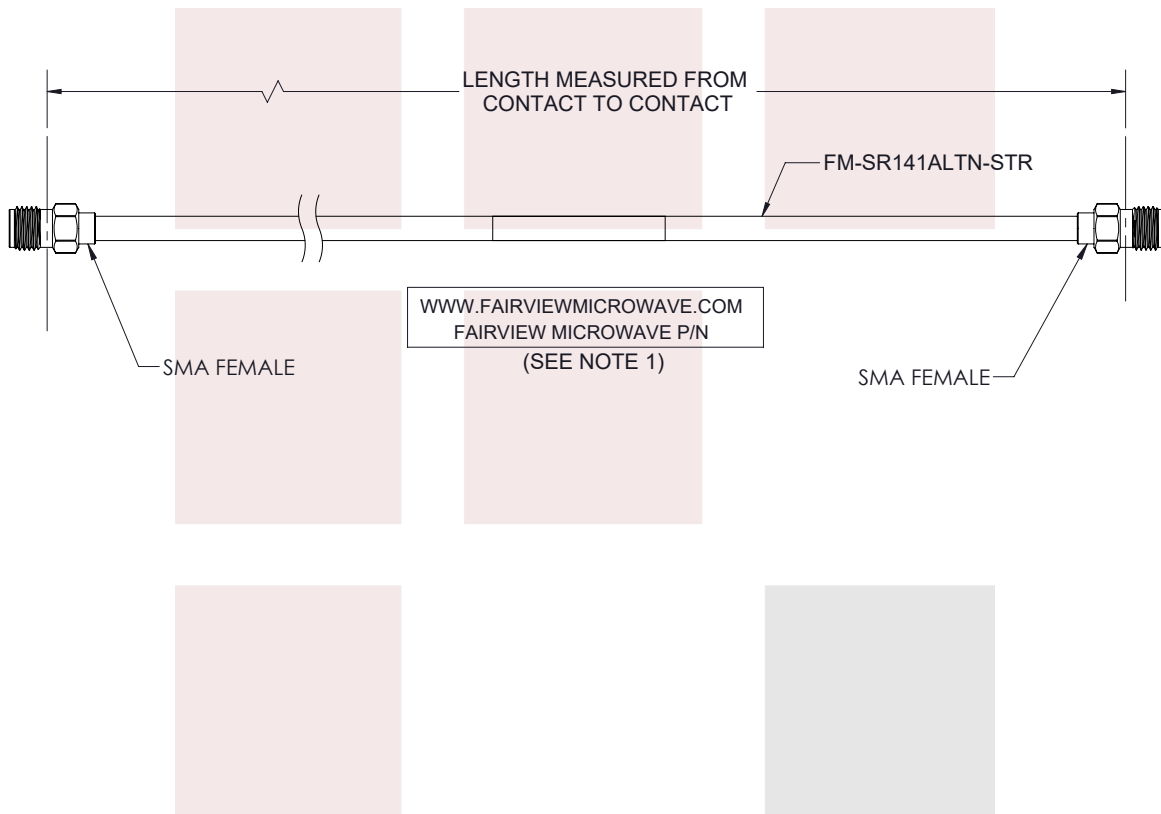 LENGTH MEASURED FROM
CONTACT TO CONTACT
FM-SR141ALTN-STR
WWW.FAIRVIEWMICROWAVE.COM
FAIRVIEW MICROWAVE P/N
(SEE NOTE 1)
SMA FEMALE
SMA FEMALE